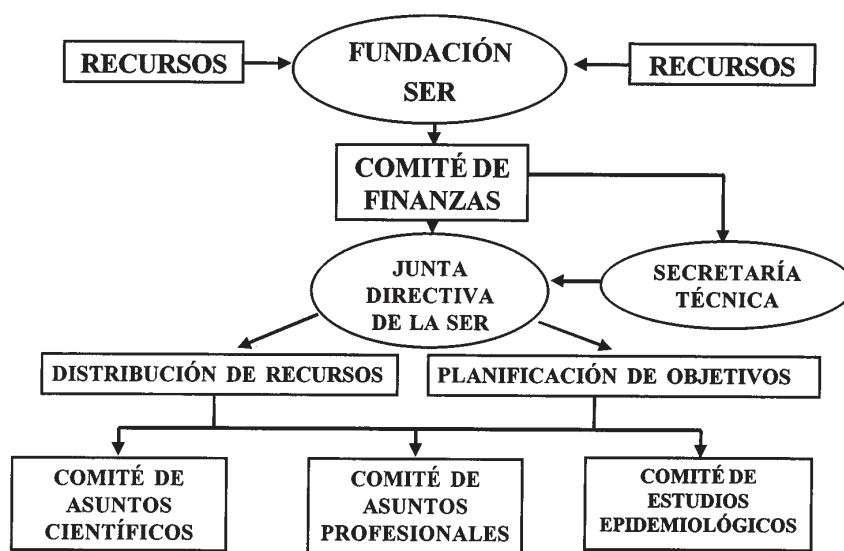 RECURSOS
FUNDACIÓN
SER
RECURSOS
COMITÉ DE
FINANZAS
JUNTA
DIRECTIVA
DE LA SER
SECRETARÍA
TÉCNICA
DISTRIBUCIÓN DE RECURSOS
PLANIFICACIÓN DE OBJETIVOS
COMITÉ DE
ASUNTOS
CIENTÍFICOS
COMITÉ DE
ASUNTOS
PROFESIONALES
COMITÉ DE
ESTUDIOS
EPIDEMIOLÓGICOS